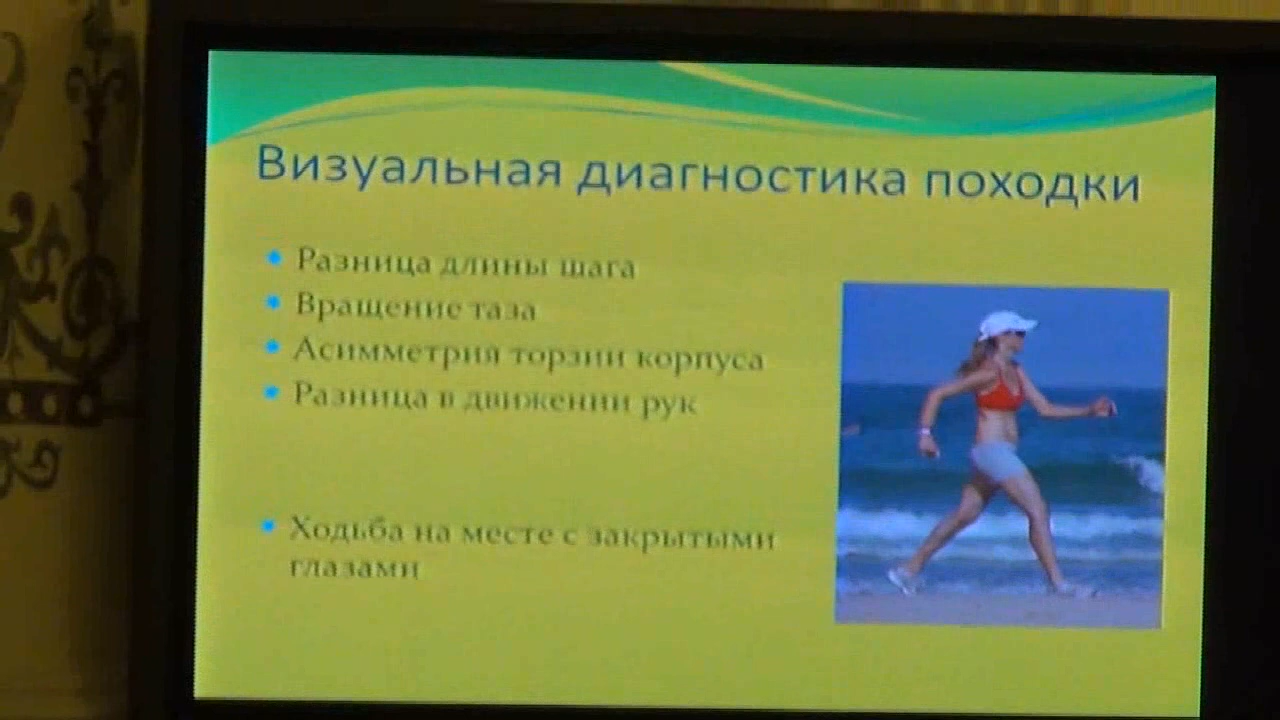 Визуальная диагностика походки
Разница длины шага
Вращение таза
Асимметрия торзии корпуса
Разница в движении рук
Ходьба на месте с закрытыми
глазами